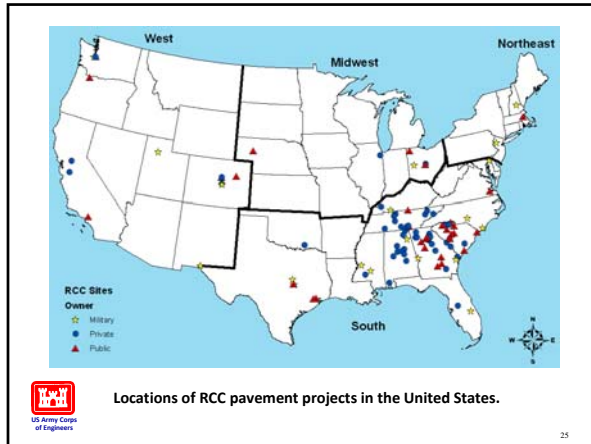 West
Midwest
Northeast
South
RCC Sites
Owner
Military
Private
Public
N
W E
S
US Army Corps
of Engineers
Locations of RCC pavement projects in the United States.
25